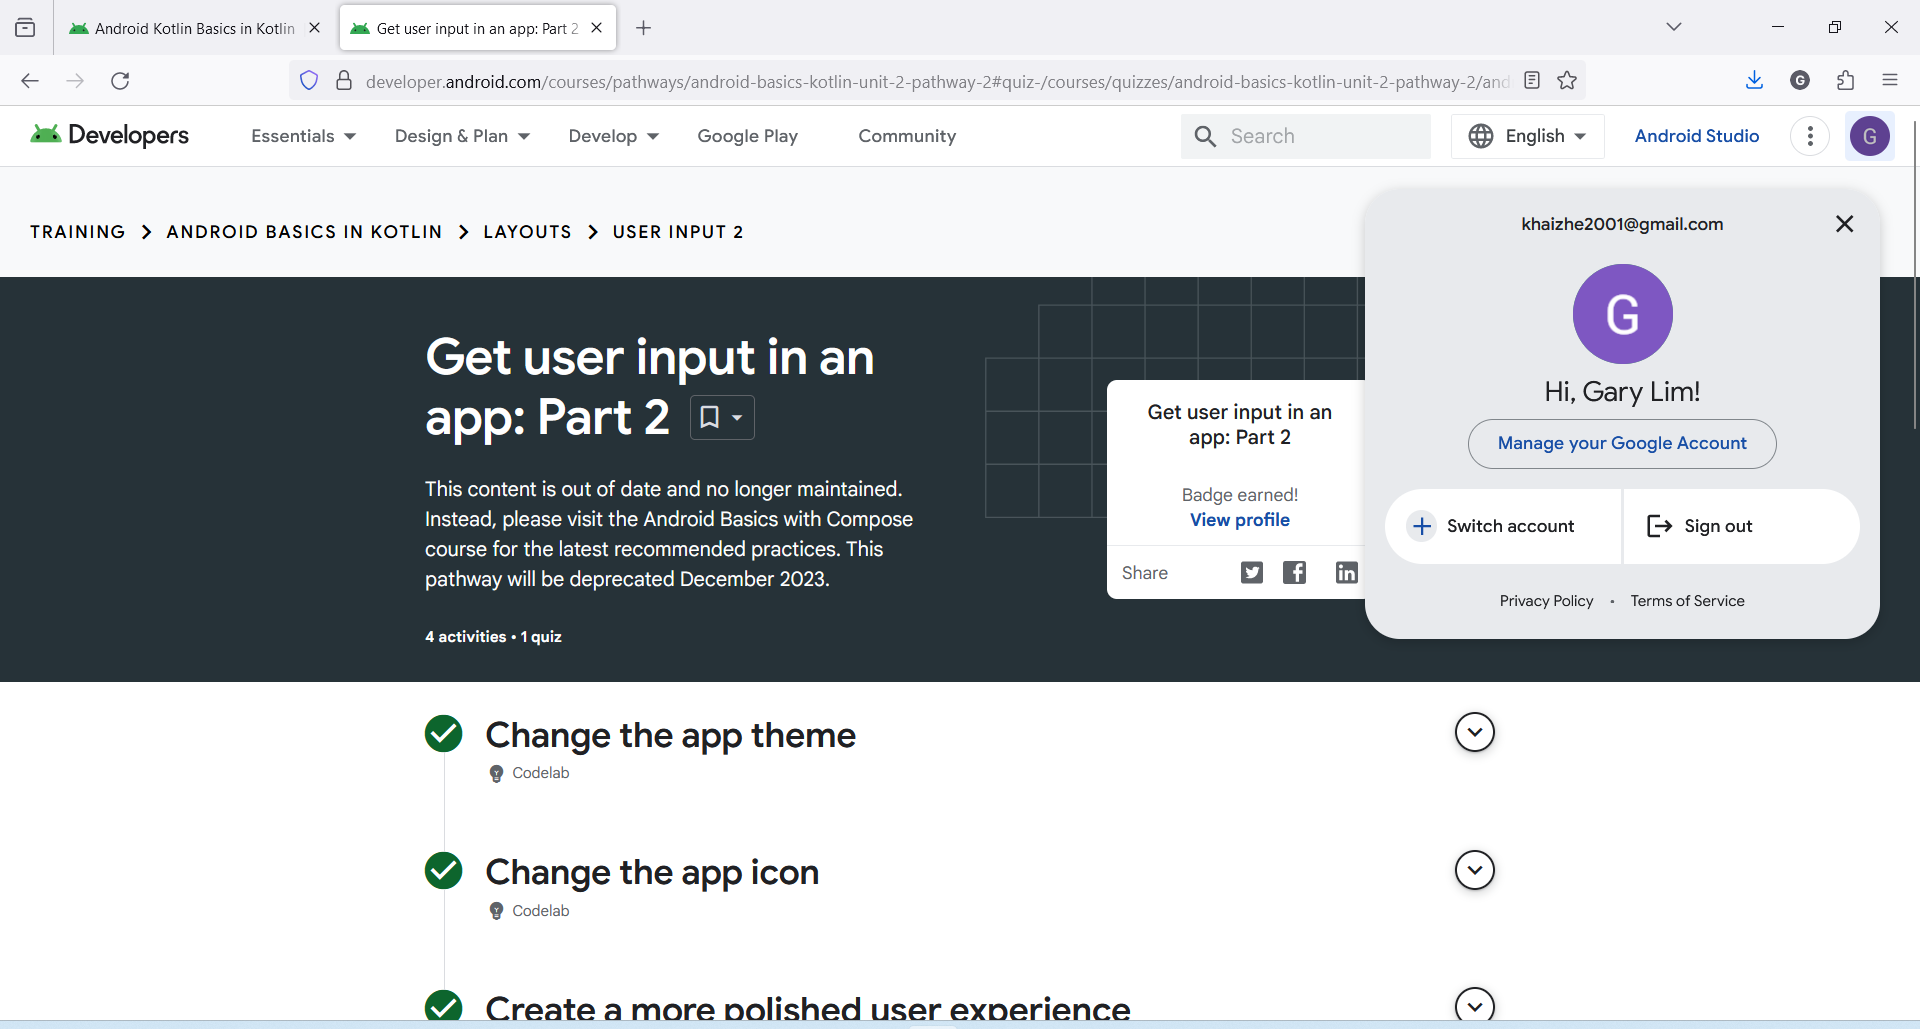 Android Kotlin Basics in Kotlin
Get user input in an app: Part 2
developer.android.com/courses/pathways/android-basics-kotlin-unit-2-pathway-2#quiz-/courses/quizzes/android-basics-kotlin-unit-2-pathway-2/and
G
Developers
Essentials
Design & Plan
Develop
Google Play
Community
Search
English
Android Studio
G
TRAINING
ANDROID BASICS IN KOTLIN
LAYOUTS
USER INPUT 2
khaizhe2001@gmail.com
G
Hi, Gary Lim!
Manage your Google Account
Switch account
Sign out
Privacy Policy • Terms of Service
Get user input in an
app: Part 2
This content is out of date and no longer maintained.
Instead, please visit the Android Basics with Compose
course for the latest recommended practices. This
pathway will be deprecated December 2023.
4 activities • 1 quiz
Get user input in an
app: Part 2
Badge earned!
View profile
Share
Change the app theme
Codelab
Change the app icon
Codelab
Create a more polished user experience